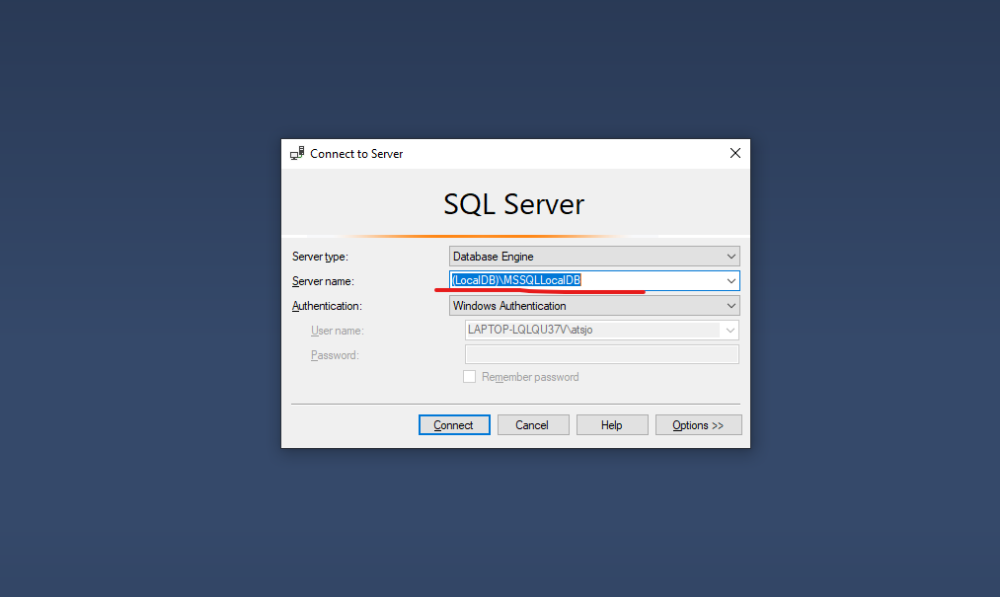 Connect to Server
SQL Server
Server type: Database Engine
Server name: (LocalDB)\MSSQLLocalDB
Authentication: Windows Authentication
User name: LAPTOP-LQLQU37V\atsjo
Password:
Remember password
Connect Cancel Help Options >>